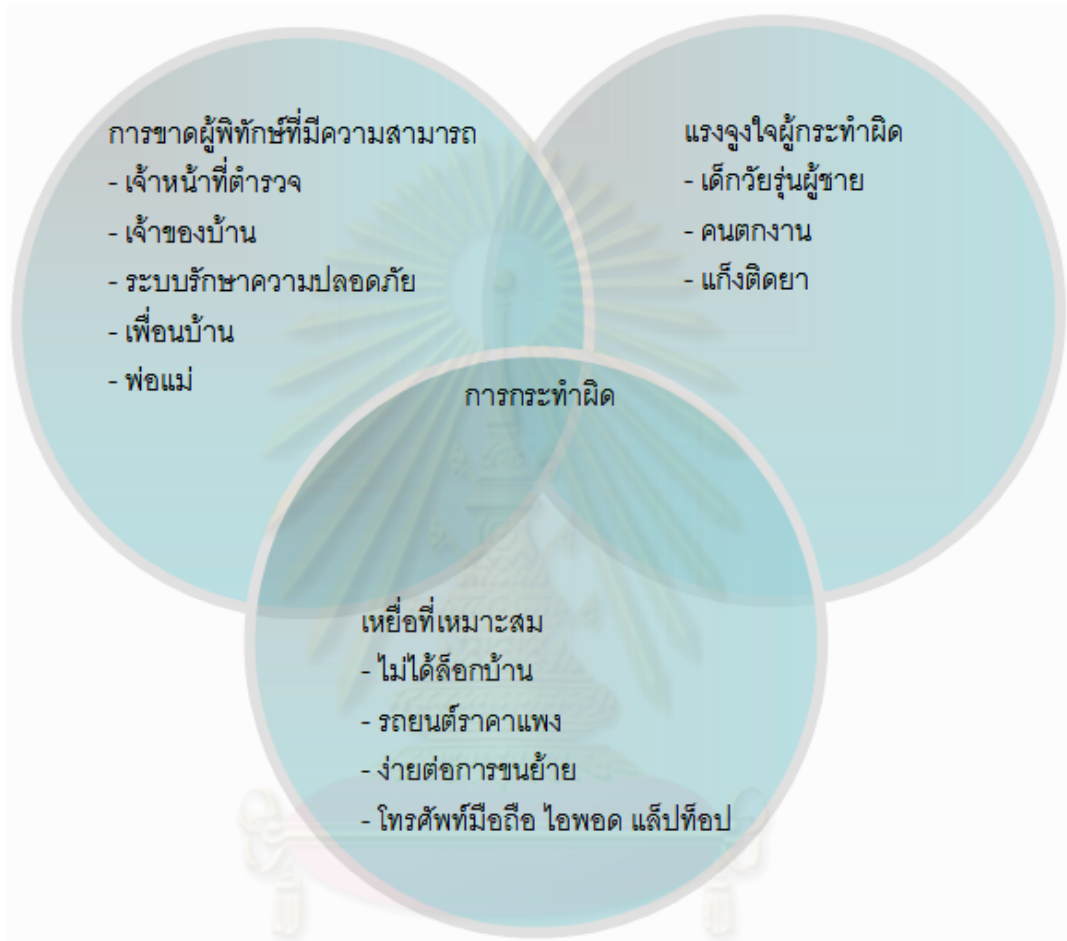 การขาดผู้พิทักษ์ที่มีความสามารถ
- เจ้าหน้าที่ตำรวจ
- เจ้าของบ้าน
- ระบบรักษาความปลอดภัย
- เพื่อนบ้าน
- พ่อแม่
แรงจูงใจผู้กระทำผิด
- เด็กวัยรุ่นผู้ชาย
- คนตกงาน
- แก็งติดยา
การกระทำผิด
เหยื่อที่เหมาะสม
- ไม่ได้ล็อกบ้าน
- รถยนต์ราคาแพง
- ง่ายต่อการขนย้าย
- โทรศัพท์มือถือ ไอพอด แล็ปท็อป